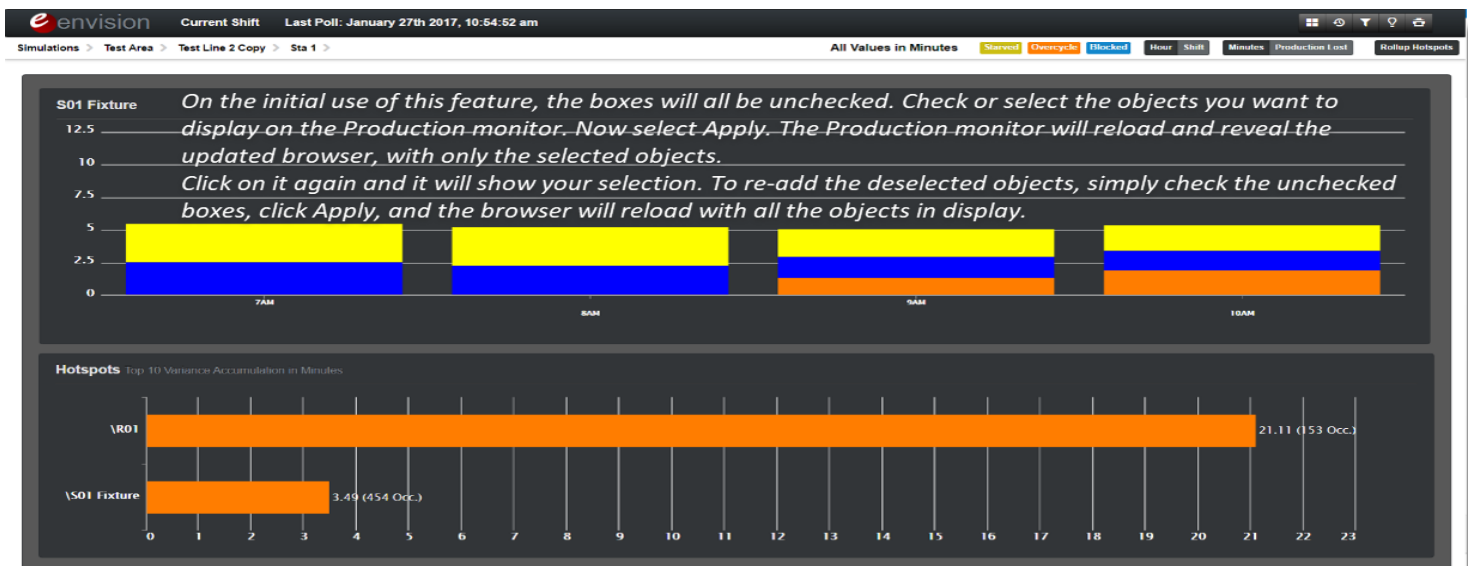 e envision Current Shift Last Poll: January 27th 2017, 10:54:52 am
Simulations > Test Area > Test Line 2 Copy > Sta 1 > All Values in Minutes Starved Overcycle Blocked Hour Shift Minutes Production Lost Rollup Hotspots
S01 Fixture
On the initial use of this feature, the boxes will all be unchecked. Check or select the objects you want to
display on the Production monitor. Now select Apply. The Production monitor will reload and reveal the
updated browser, with only the selected objects.
Click on it again and it will show your selection. To re-add the deselected objects, simply check the unchecked
boxes, click Apply, and the browser will reload with all the objects in display.
12.5
10
7.5
5
2.5
0
7AM 8AM 9AM 10AM
Hotspots Top 10 Variance Accumulation in Minutes
\R01 21.11 (153 Occ.)
\S01 Fixture 3.49 (454 Occ.)
0 1 2 3 4 5 6 7 8 9 10 11 12 13 14 15 16 17 18 19 20 21 22 23